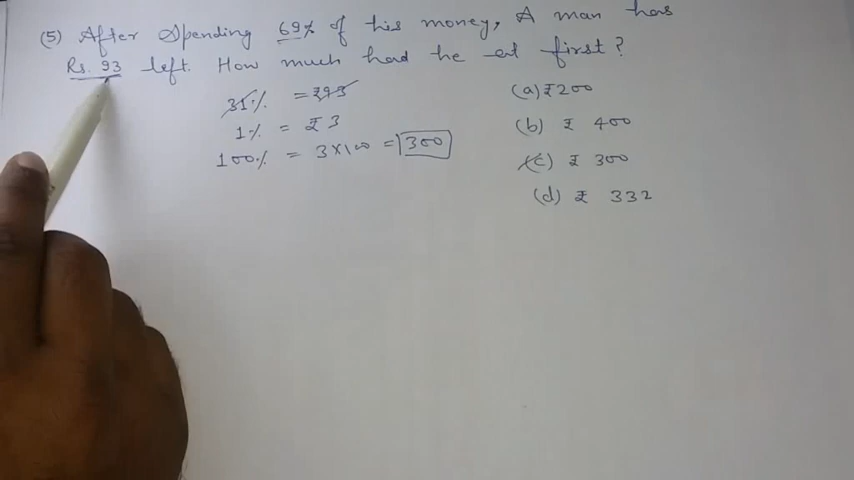 (5) After Spending 69% of his money, A man has
Rs. 93 left. How much had he at first?
31% = ₹93
1% = ₹3
100% = 3×100 = 300
(a) ₹200
(b) ₹ 400
(c) ₹ 300
(d) ₹ 332